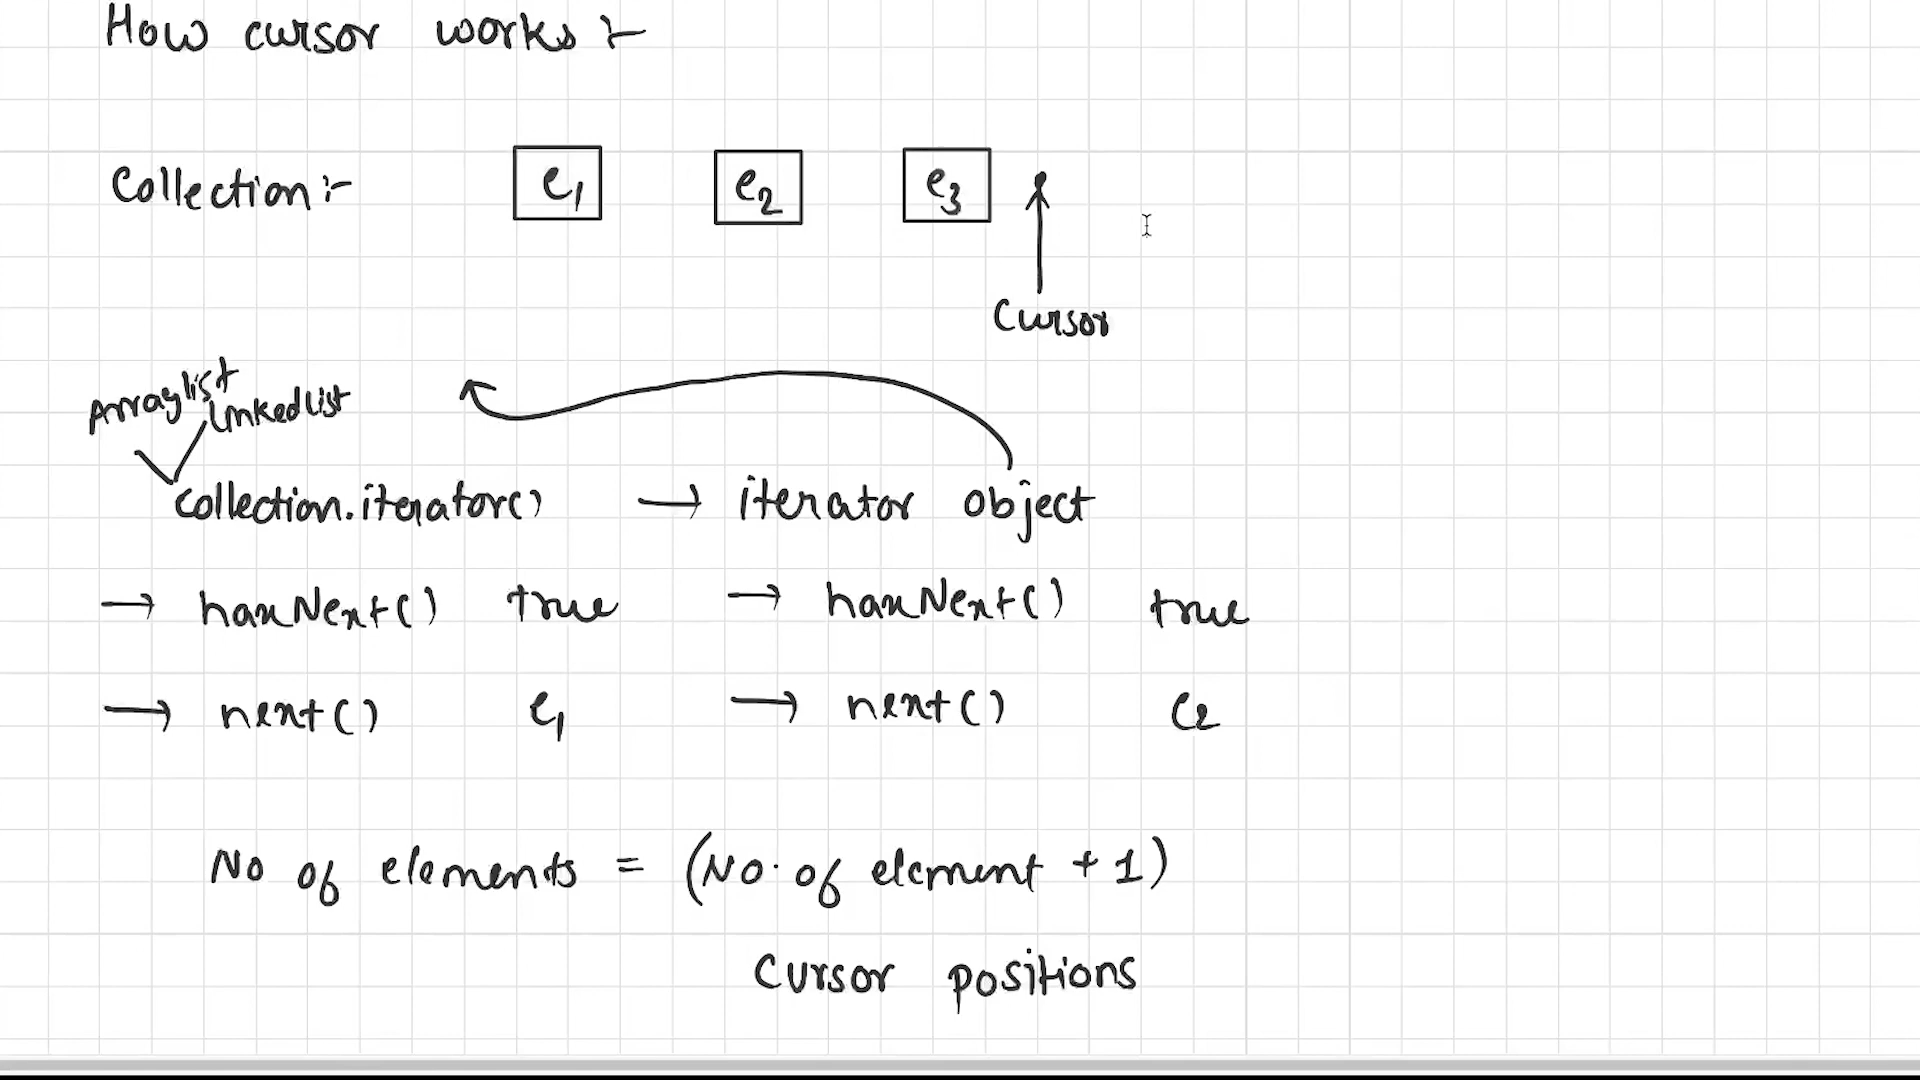 How cursor works :-
Collection :- e1 e2 e3
Cursor
Arraylist
linkedlist
Collection.iterator() → iterator object
→ hasNext() true → hasNext() true
→ next() e1 → next() e2
No of elements = (No. of element + 1)
Cursor positions